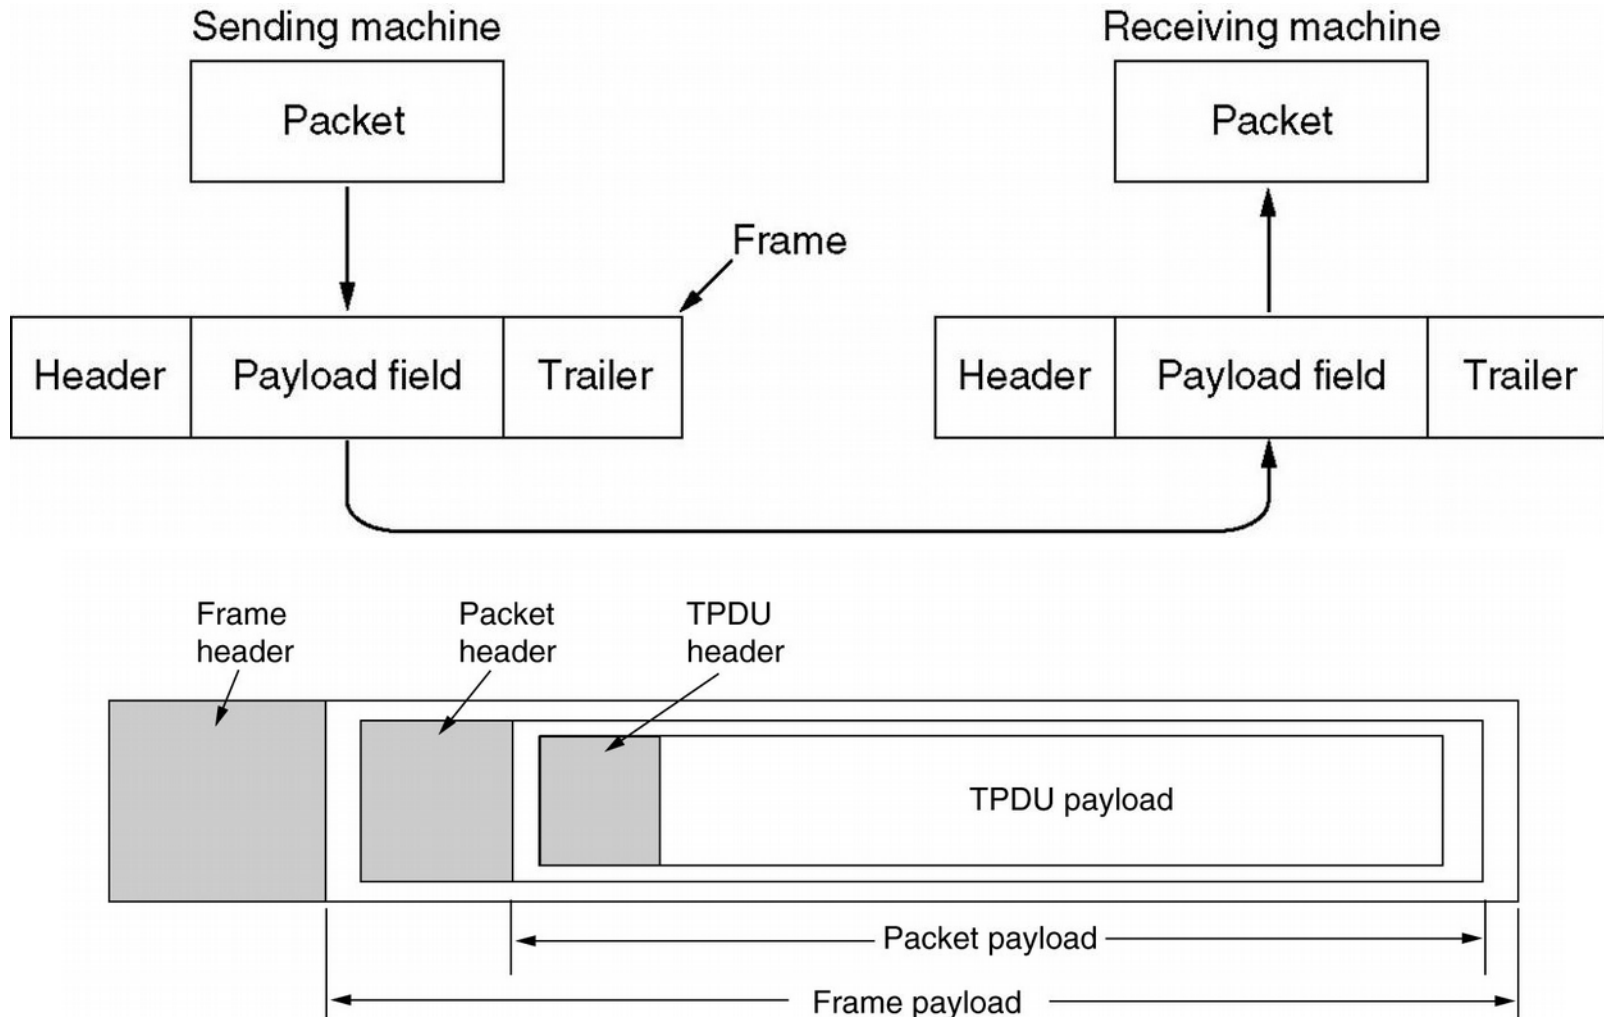 Sending machine
Receiving machine
Packet
Packet
Frame
Header
Payload field
Trailer
Header
Payload field
Trailer
Frame
header
Packet
header
TPDU
header
TPDU payload
Packet payload
Frame payload